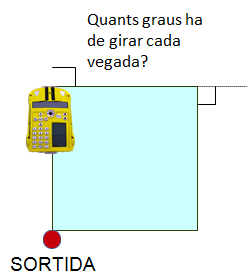 Quants graus ha
de girar cada
vegada?
SORTIDA